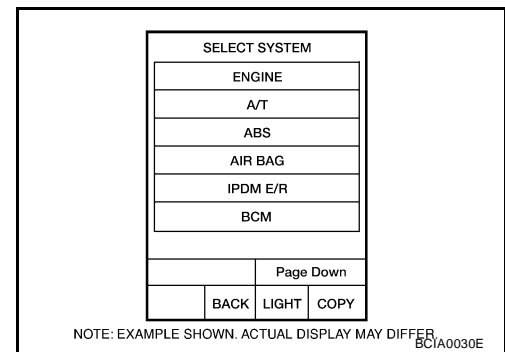 SELECT SYSTEM
ENGINE
A/T
ABS
AIR BAG
IPDM E/R
BCM
Page Down
BACK LIGHT COPY
NOTE: EXAMPLE SHOWN. ACTUAL DISPLAY MAY DIFFER.
BCIA0030E